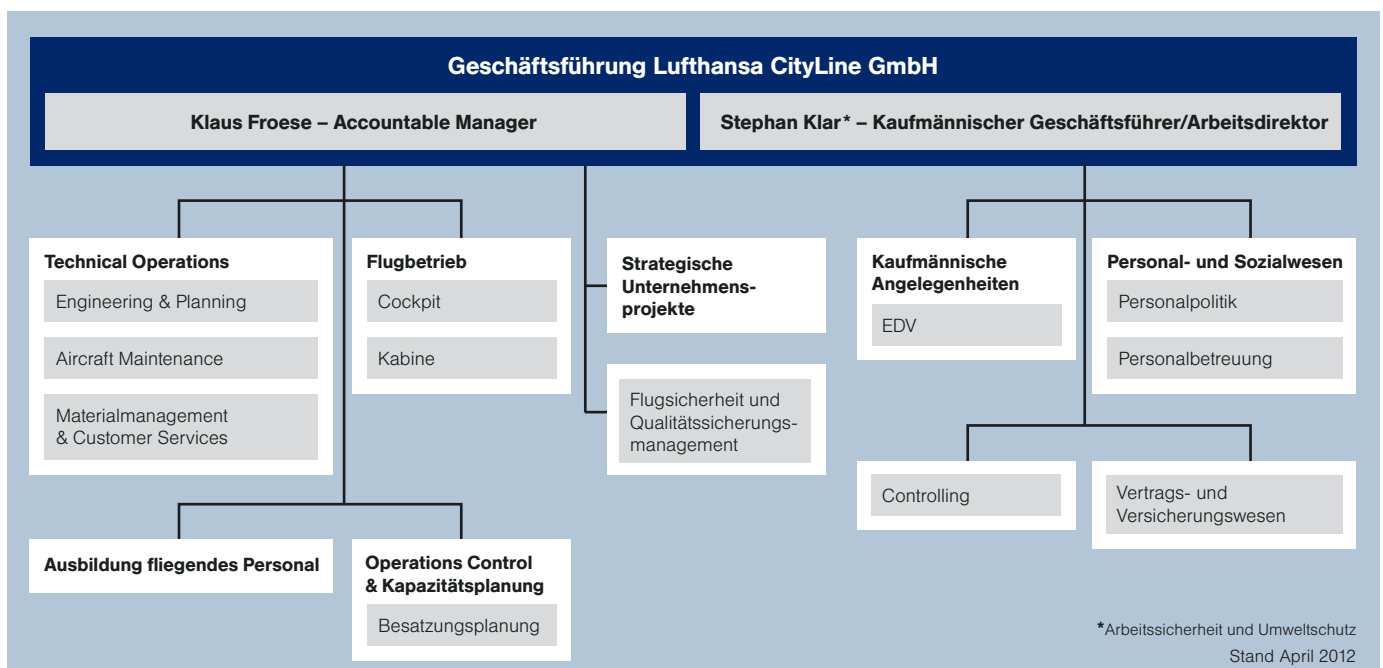 Geschäftsführung Lufthansa CityLine GmbH
Klaus Froese – Accountable Manager
Stephan Klar* – Kaufmännischer Geschäftsführer/Arbeitsdirektor
Technical Operations
Engineering & Planning
Aircraft Maintenance
Materialmanagement
& Customer Services
Flugbetrieb
Cockpit
Kabine
Strategische
Unternehmens-
projekte
Flugsicherheit und
Qualitätssicherungs-
management
Kaufmännische
Angelegenheiten
EDV
Personal- und Sozialwesen
Personalpolitik
Personalbetreuung
Controlling
Vertrags- und
Versicherungswesen
Ausbildung fliegendes Personal
Operations Control
& Kapazitätsplanung
Besatzungsplanung
*Arbeitssicherheit und Umweltschutz
Stand April 2012